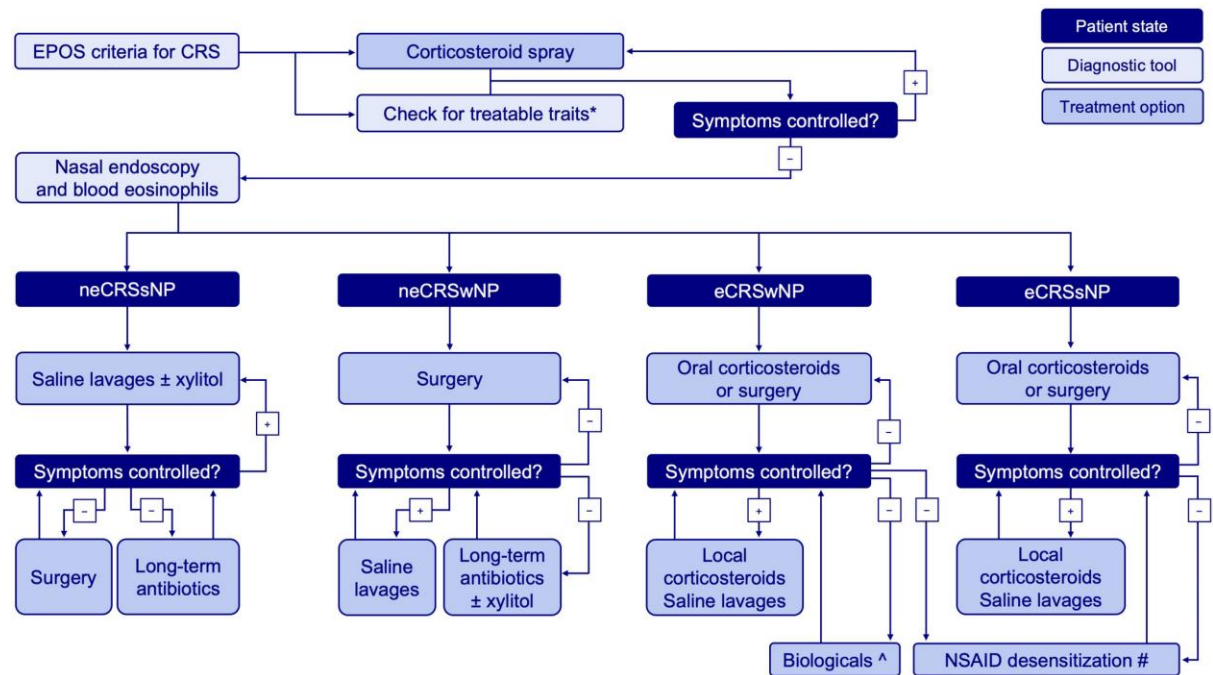 EPOS criteria for CRS
Corticosteroid spray
Check for treatable traits*
Patient state
Diagnostic tool
Treatment option
+
Symptoms controlled?
-
Nasal endoscopy
and blood eosinophils
neCRSsNP
neCRSwNP
eCRSwNP
eCRSsNP
Saline lavages ± xylitol
Surgery
Oral corticosteroids
or surgery
Oral corticosteroids
or surgery
+
-
-
-
Symptoms controlled?
Symptoms controlled?
Symptoms controlled?
Symptoms controlled?
-
-
+
-
+
-
-
+
-
Surgery
Long-term
antibiotics
Saline
lavages
Long-term
antibiotics
± xylitol
Local
corticosteroids
Saline lavages
Local
corticosteroids
Saline lavages
Biologicals ^
NSAID desensitization #